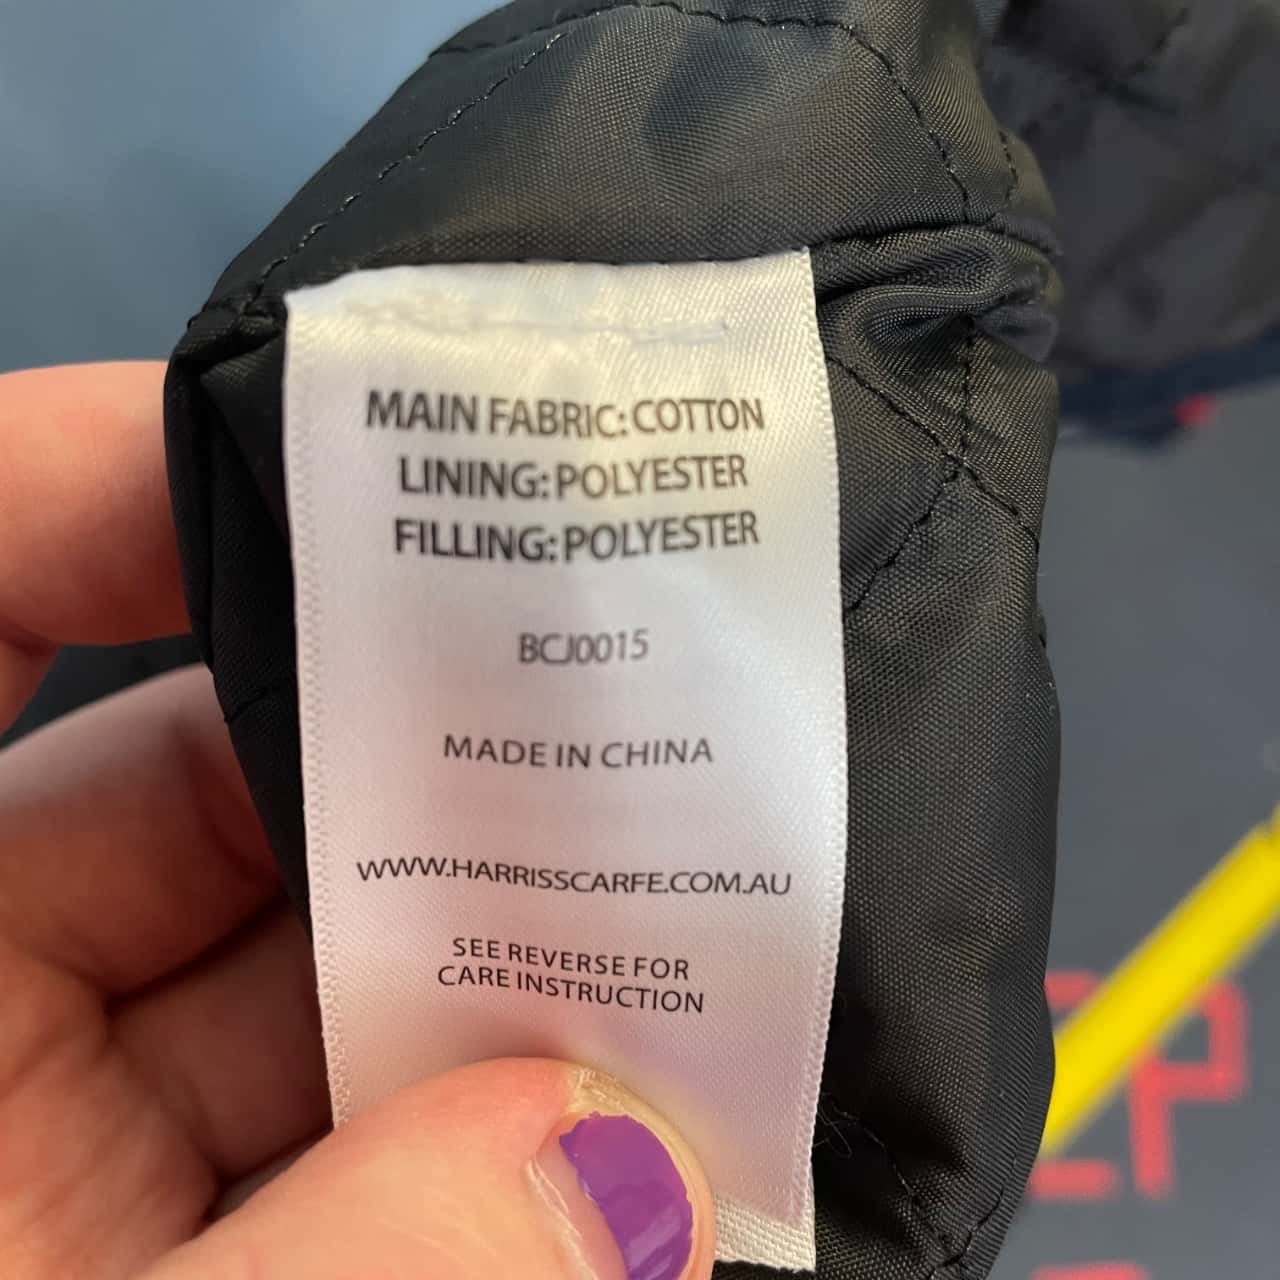 MAIN FABRIC: COTTON
LINING: POLYESTER
FILLING: POLYESTER
BCJ0015
MADE IN CHINA
WWW.HARRISSCARFE.COM.AU
SEE REVERSE FOR
CARE INSTRUCTION